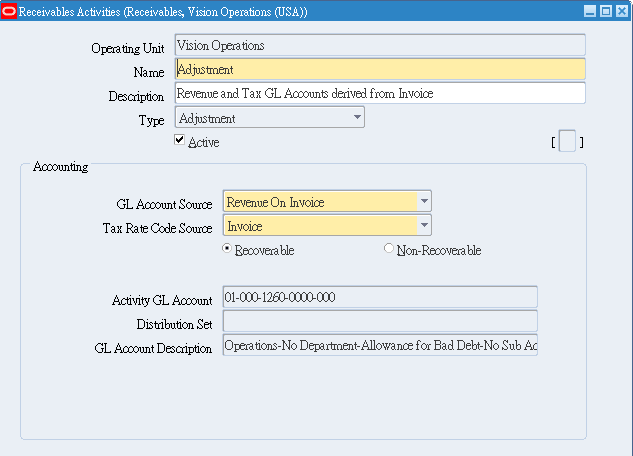 Receivables Activities (Receivables, Vision Operations (USA))
Operating Unit Vision Operations
Name Adjustment
Description Revenue and Tax GL Accounts derived from Invoice
Type Adjustment
Active [ ]
Accounting
GL Account Source Revenue On Invoice
Tax Rate Code Source Invoice
Recoverable Non-Recoverable
Activity GL Account 01-000-1260-0000-000
Distribution Set
GL Account Description Operations-No Department-Allowance for Bad Debt-No Sub Ac